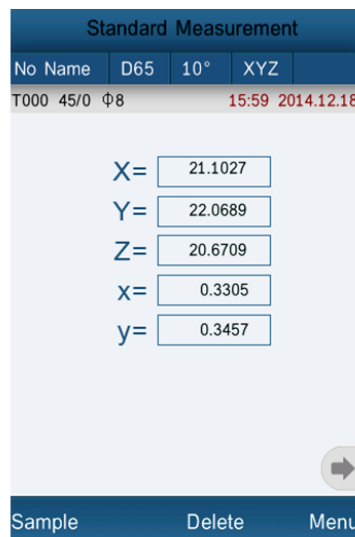 Standard Measurement
No Name D65 10° XYZ
T000 45/0 Φ8 15:59 2014.12.18
X= 21.1027
Y= 22.0689
Z= 20.6709
x= 0.3305
y= 0.3457
Sample Delete Menu